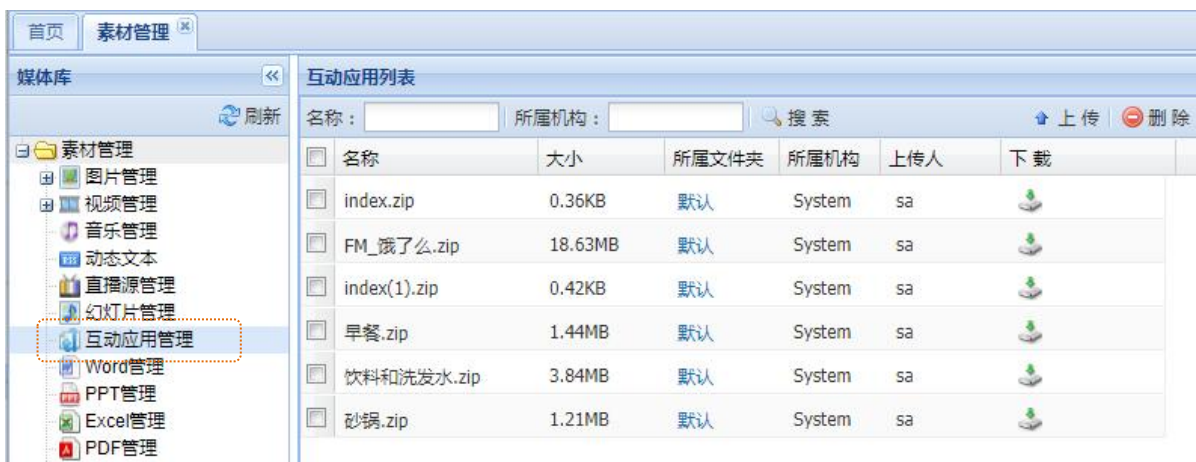 首页 素材管理
媒体库
刷新
素材管理
图片管理
视频管理
音乐管理
动态文本
直播源管理
幻灯片管理
互动应用管理
Word管理
PPT管理
Excel管理
PDF管理
互动应用列表
名称： 所属机构： 搜索 上传 删除
名称 大小 所属文件夹 所属机构 上传人 下载
index.zip 0.36KB 默认 System sa
FM_饿了么.zip 18.63MB 默认 System sa
index(1).zip 0.42KB 默认 System sa
早餐.zip 1.44MB 默认 System sa
饮料和洗发水.zip 3.84MB 默认 System sa
砂锅.zip 1.21MB 默认 System sa